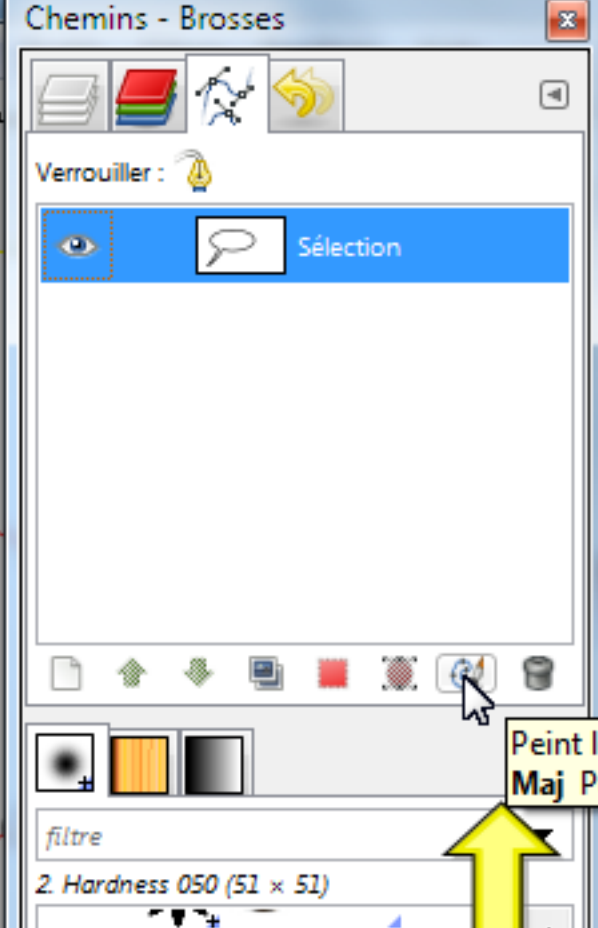 Chemins - Brosses
Verrouiller :
Sélection
Peint l
Maj P
filtre
2. Hardness 050 (51 × 51)